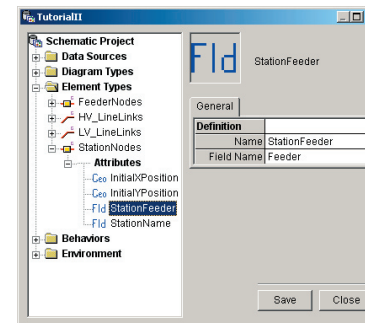 TutorialII
Schematic Project
Data Sources
Diagram Types
Element Types
FeederNodes
HV_LineLinks
LV_LineLinks
StationNodes
Attributes
Geo InitialXPosition
Geo InitialYPosition
Fld StationFeeder
Fld StationName
Behaviors
Environment
Fld StationFeeder
General
Definition
Name StationFeeder
Field Name Feeder
Save Close